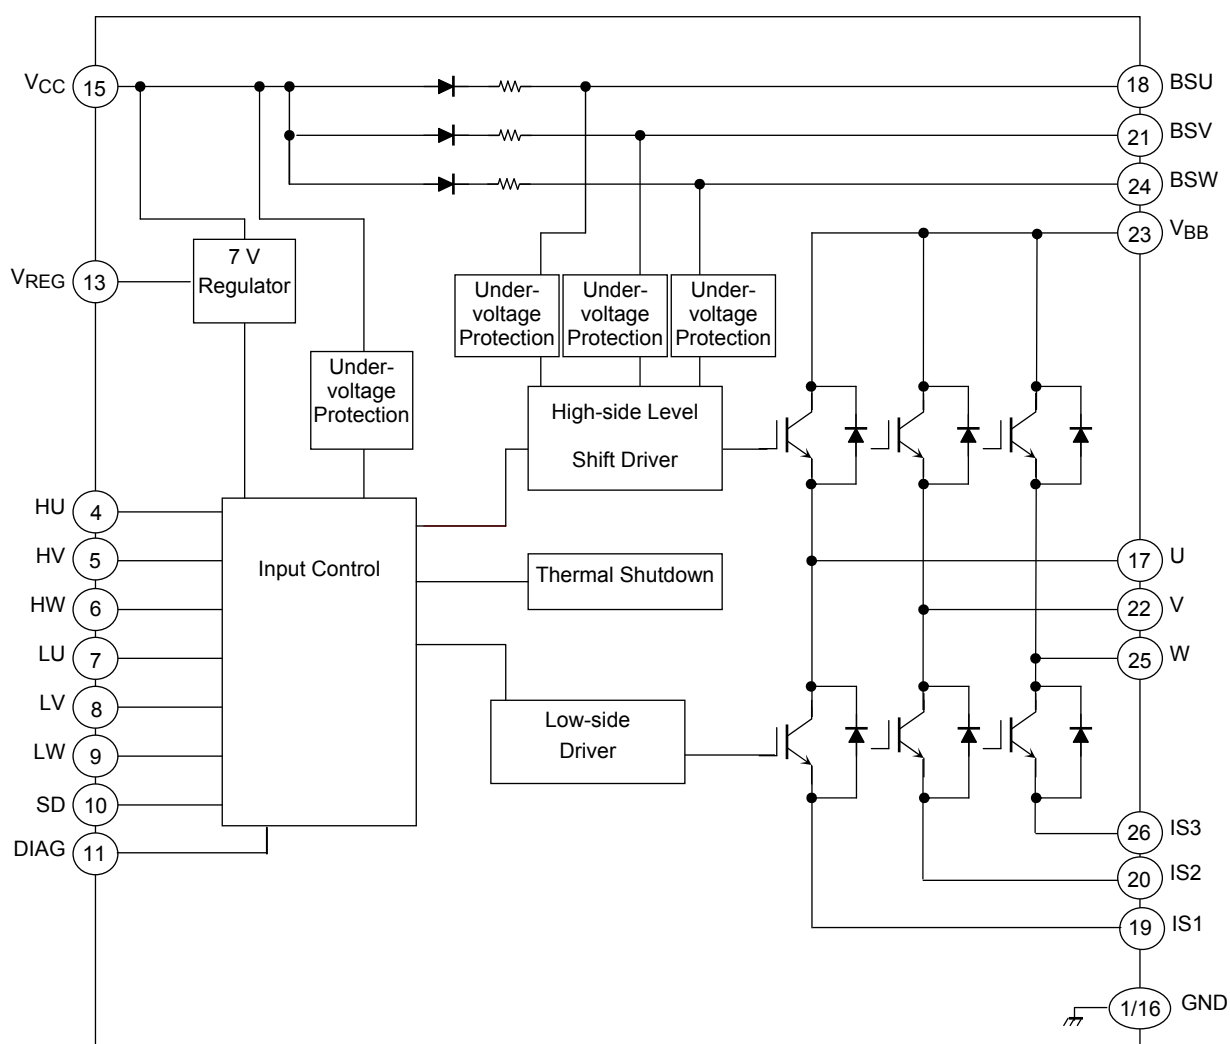 VCC 15
18 BSU
21 BSV
24 BSW
23 VBB
7 V
Regulator
VREG 13
Under-
voltage
Protection
Under-
voltage
Protection
Under-
voltage
Protection
Under-
voltage
Protection
High-side Level
Shift Driver
HU 4
HV 5
HW 6
LU 7
LV 8
LW 9
SD 10
DIAG 11
Input Control
Thermal Shutdown
Low-side
Driver
17 U
22 V
25 W
26 IS3
20 IS2
19 IS1
1/16 GND